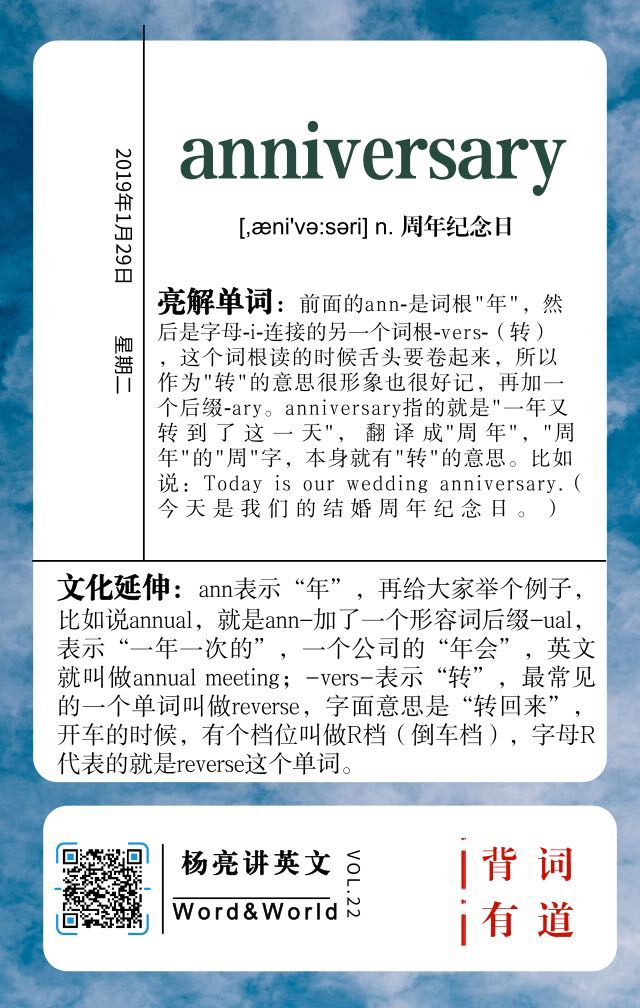 2019年1月29日 星期二
anniversary
[,æni'və:səri] n. 周年纪念日
亮解单词：前面的ann-是词根"年"，然
后是字母-i-连接的另一个词根-vers-（转）
，这个词根读的时候舌头要卷起来，所以
作为"转"的意思很形象也很好记，再加一
个后缀-ary。anniversary指的就是"一年又
转到了这一天"，翻译成"周年"，"周
年"的"周"字，本身就有"转"的意思。比如
说：Today is our wedding anniversary.（
今天是我们的结婚周年纪念日。）
文化延伸：ann表示“年”，再给大家举个例子，
比如说annual，就是ann-加了一个形容词后缀-ual，
表示“一年一次的”，一个公司的“年会”，英文
就叫做annual meeting；-vers-表示“转”，最常见
的一个单词叫做reverse，字面意思是“转回来”，
开车的时候，有个档位叫做R档（倒车档），字母R
代表的就是reverse这个单词。
杨亮讲英文
Word&World
VOL.22
背词
有道